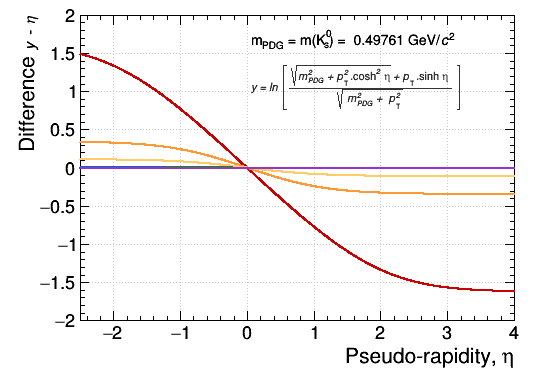 Difference y - η
2
1.5
1
0.5
0
−0.5
−1
−1.5
−2
m_PDG = m(K_s^0) = 0.49761 GeV/c^2
y = ln [ (√(m_PDG^2 + p_T^2.cosh^2 η) + p_T.sinh η) / √(m_PDG^2 + p_T^2) ]
−2 −1 0 1 2 3 4
Pseudo-rapidity, η